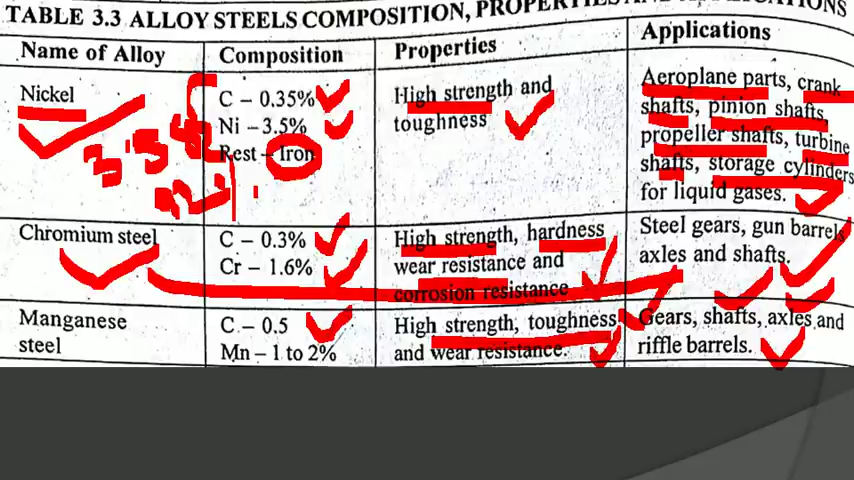 TABLE 3.3 ALLOY STEELS COMPOSITION, PROPERTIES AND APPLICATIONS
Name of Alloy Composition Properties Applications
Nickel C – 0.35% High strength and Aeroplane parts, crank
Ni – 3.5% toughness shafts, pinion shafts,
Rest – Iron propeller shafts, turbine
shafts, storage cylinders
for liquid gases.
Chromium steel C – 0.3% High strength, hardness Steel gears, gun barrels
Cr – 1.6% wear resistance and axles and shafts.
corrosion resistance
Manganese C – 0.5 High strength, toughness Gears, shafts, axles and
steel Mn – 1 to 2% and wear resistance. riffle barrels.